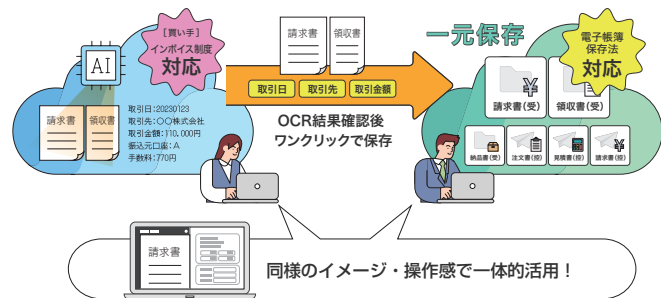 [買い手]
インボイス制度
対応
AI
請求書
領収書
取引日:20230123
取引先:〇〇株式会社
取引金額:110,000円
振込元口座:A
手数料:770円
請求書
領収書
取引日
取引先
取引金額
OCR結果確認後
ワンクリックで保存
一元保存
電子帳簿
保存法
対応
請求書(受)
領収書(受)
納品書(受)
注文書(控)
見積書(控)
請求書(控)
請求書
同様のイメージ・操作感で一体的活用！